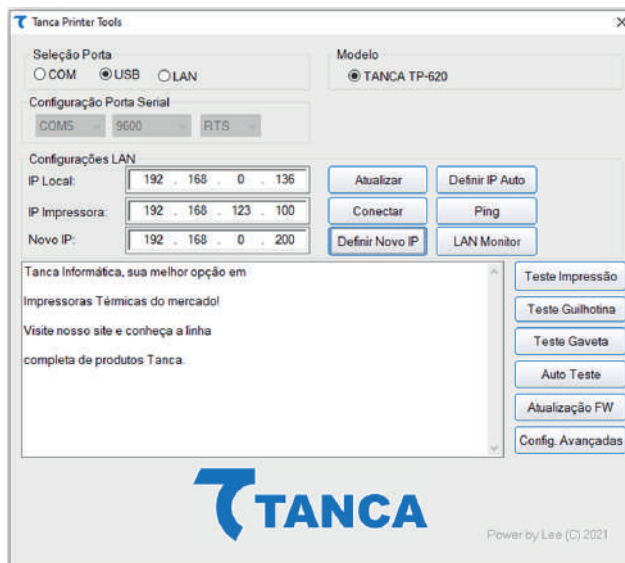 Tanca Printer Tools
Seleção Porta
COM USB LAN
Modelo
TANCA TP-620
Configuração Porta Serial
COM5 9600 RTS
Configurações LAN
IP Local: 192 . 168 . 0 . 136 Atualizar Definir IP Auto
IP Impressora: 192 . 168 . 123 . 100 Conectar Ping
Novo IP: 192 . 168 . 0 . 200 Definir Novo IP LAN Monitor
Tanca Informática, sua melhor opção em
Impressoras Térmicas do mercado!
Visite nosso site e conheça a linha
completa de produtos Tanca.
Teste Impressão
Teste Guilhotina
Teste Gaveta
Auto Teste
Atualização FW
Config. Avançadas
TANCA
Power by Lee (C) 2021